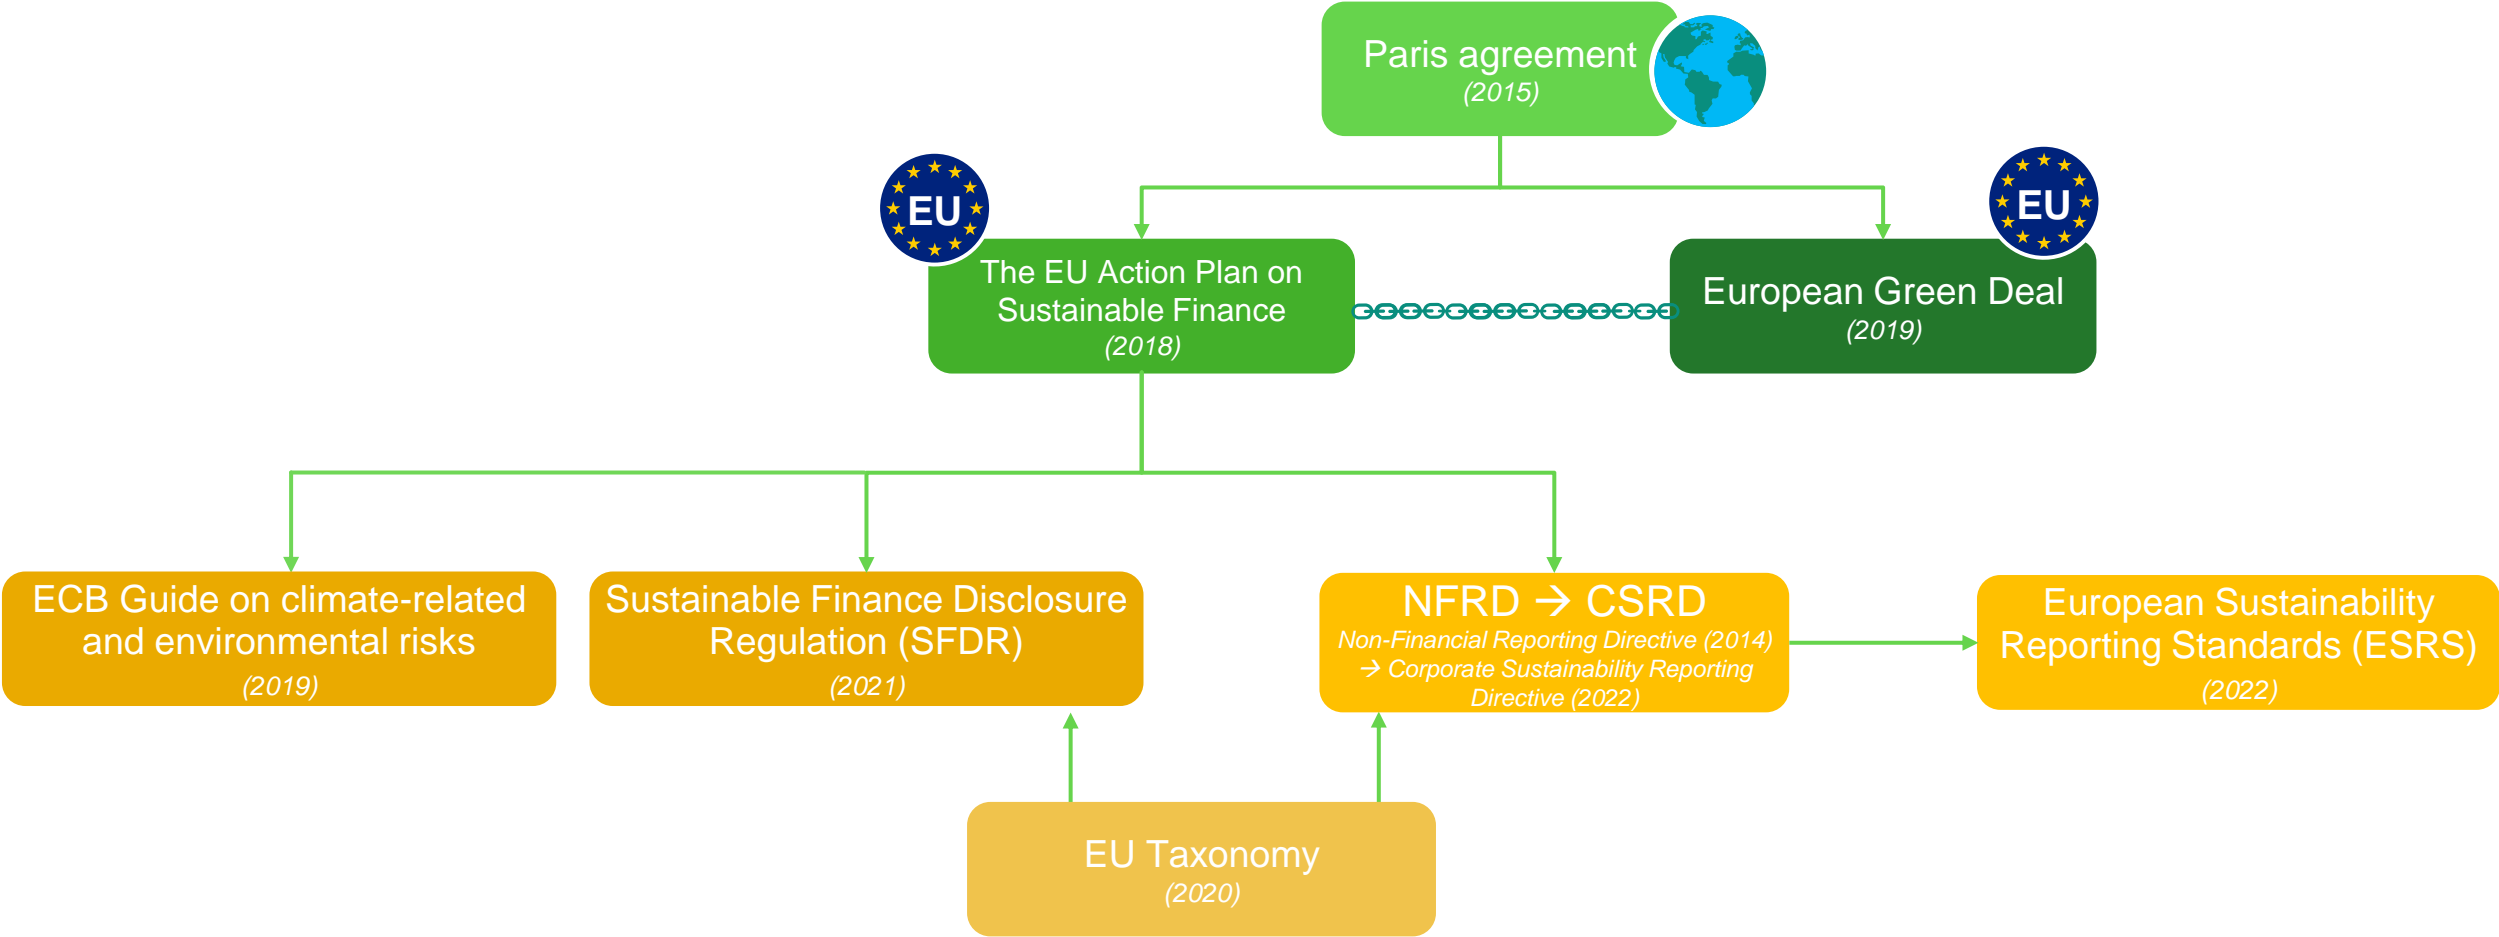 Paris agreement
(2015)
EU
EU
The EU Action Plan on
Sustainable Finance
(2018)
European Green Deal
(2019)
ECB Guide on climate-related
and environmental risks
(2019)
Sustainable Finance Disclosure
Regulation (SFDR)
(2021)
NFRD → CSRD
Non-Financial Reporting Directive (2014)
→ Corporate Sustainability Reporting
Directive (2022)
European Sustainability
Reporting Standards (ESRS)
(2022)
EU Taxonomy
(2020)